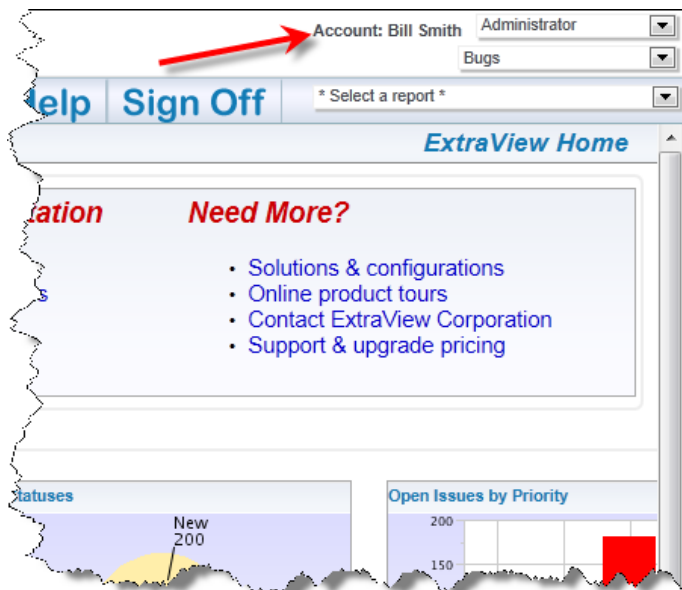 Account: Bill Smith Administrator
Bugs
Help Sign Off * Select a report *
ExtraView Home
Need More?
• Solutions & configurations
• Online product tours
• Contact ExtraView Corporation
• Support & upgrade pricing
Open Issues by Priority
New
200
200
150